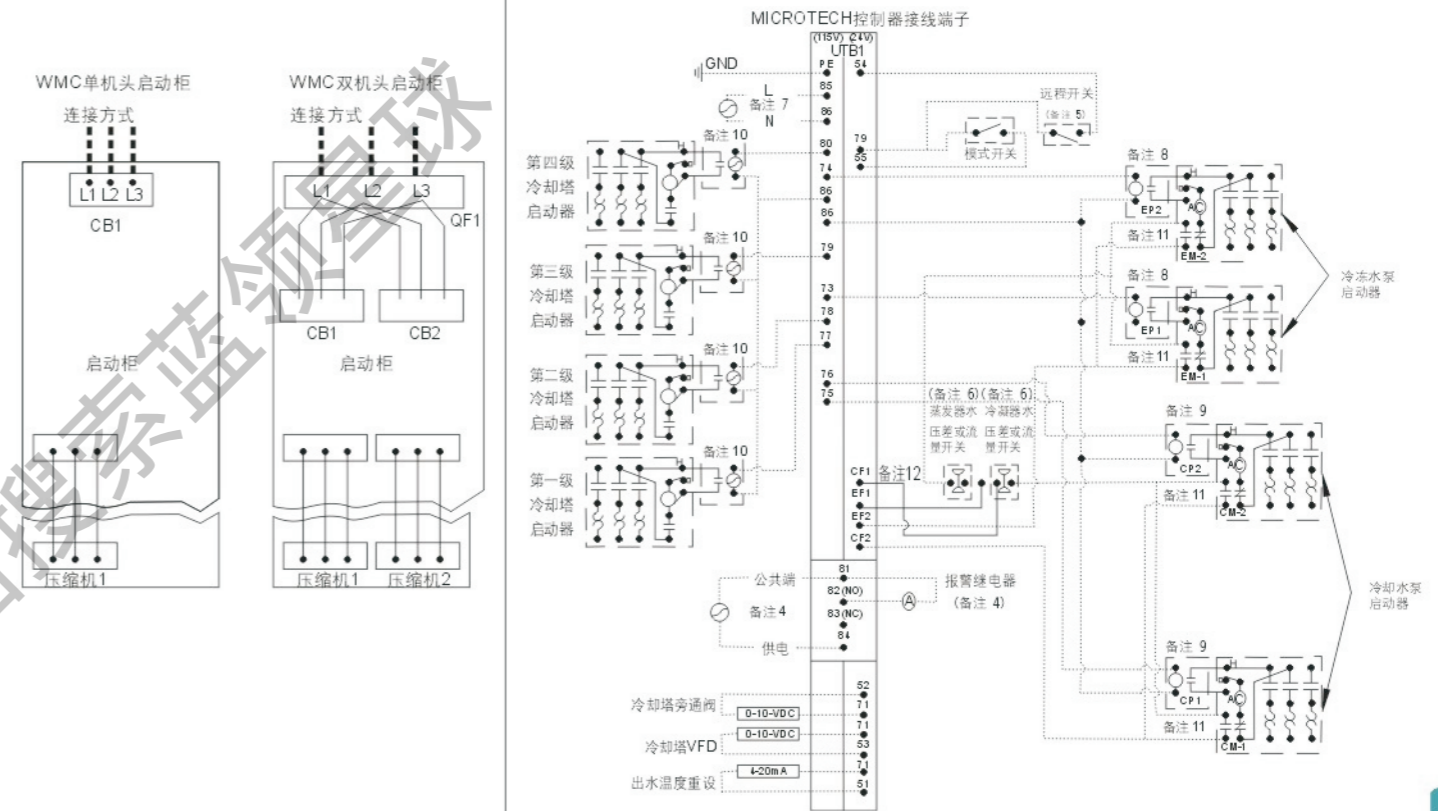 WMC单机头启动柜
连接方式
L1 L2 L3
CB1
启动柜
压缩机1
WMC双机头启动柜
连接方式
L1 L2 L3
QF1
CB1 CB2
启动柜
压缩机1 压缩机2
MICROTECH控制器接线端子
(115V) (24V)
UTB1
PE 54
GND
85
L
备注 7
86
N
80
79
55
74
86
86
79
73
78
77
76
75
CF1
EF1
EF2
CF2
备注12
远程开关
(备注 5)
模式开关
第四级
冷却塔
启动器
备注 10
第三级
冷却塔
启动器
备注 10
第二级
冷却塔
启动器
备注 10
第一级
冷却塔
启动器
备注 10
(备注 6) (备注 6)
蒸发器水 冷凝器水
压差或流 压差或流
量开关 量开关
备注 8
H
A C
EP2
备注 11
EM-2
备注 8
H
A C
EP1
备注 11
EM-1
冷冻水泵
启动器
备注 9
H
A C
CP2
备注 11
CM-2
备注 9
H
A C
CP1
备注 11
CM-1
冷却水泵
启动器
公共端
备注 4
供电
81
82(NO)
83(NC)
84
A
报警继电器
(备注 4)
冷却塔旁通阀
0-10-VDC
52
71
冷却塔VFD
0-10-VDC
71
53
出水温度重设
4-20mA
71
51
搜索蓝领星球